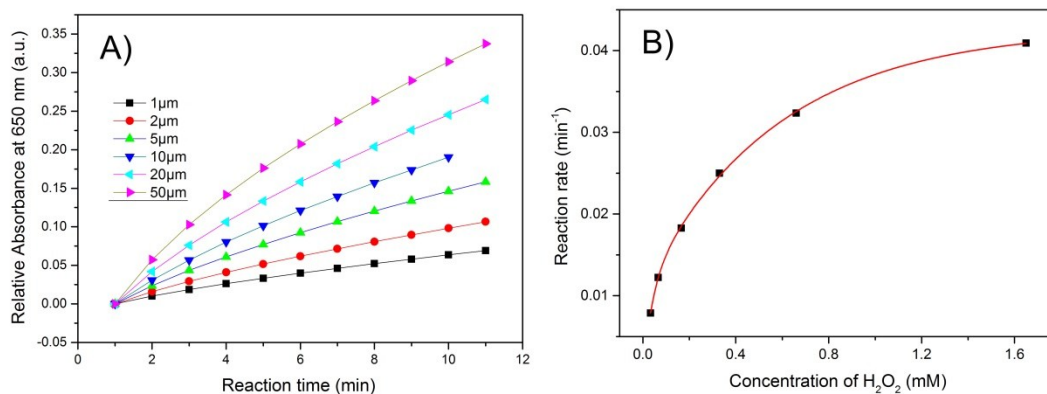 A)
Relative Absorbance at 650 nm (a.u.)
0.35
0.30
0.25
0.20
0.15
0.10
0.05
0.00
-0.05
1µm
2µm
5µm
10µm
20µm
50µm
0 2 4 6 8 10 12
Reaction time (min)
B)
Reaction rate (min⁻¹)
0.04
0.03
0.02
0.01
0.0 0.4 0.8 1.2 1.6
Concentration of H₂O₂ (mM)